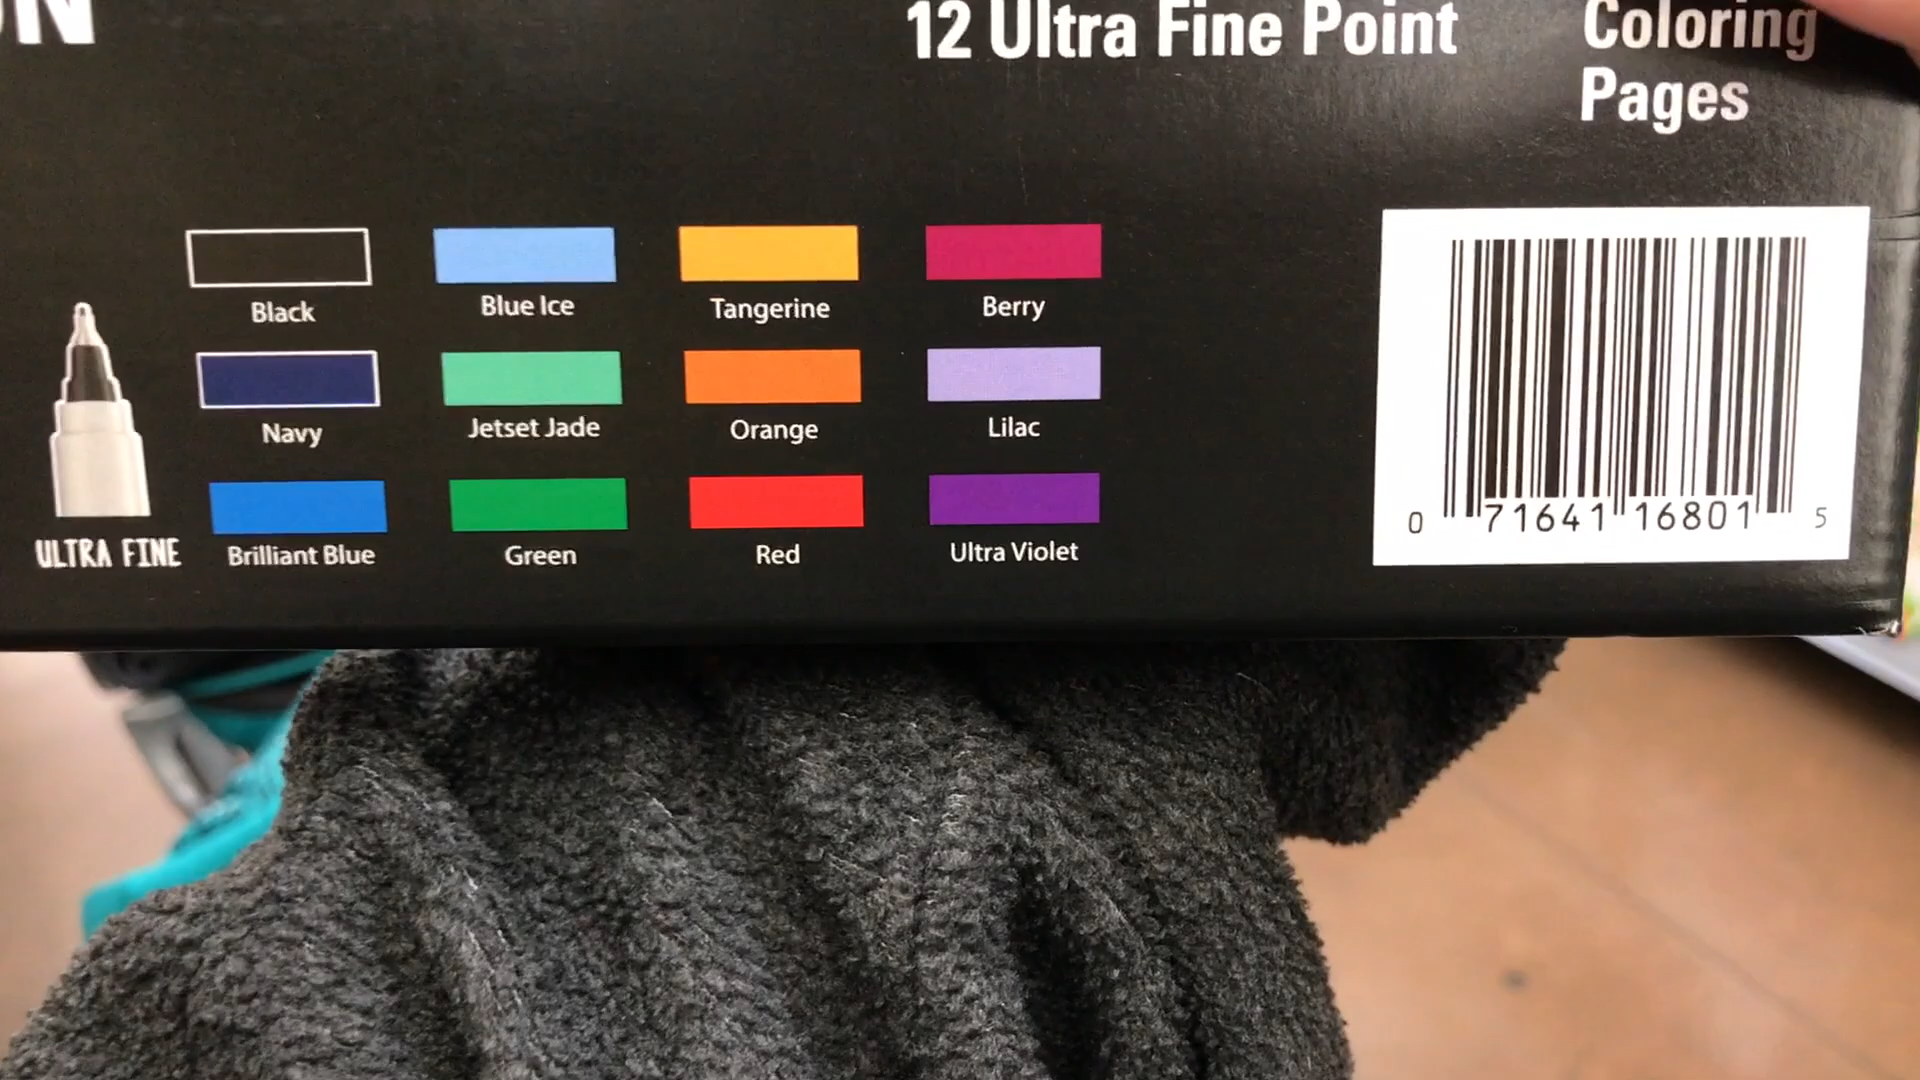 12 Ultra Fine Point
Coloring
Pages
Black
Blue Ice
Tangerine
Berry
Navy
Jetset Jade
Orange
Lilac
Brilliant Blue
Green
Red
Ultra Violet
ULTRA FINE
0 71641 16801 5